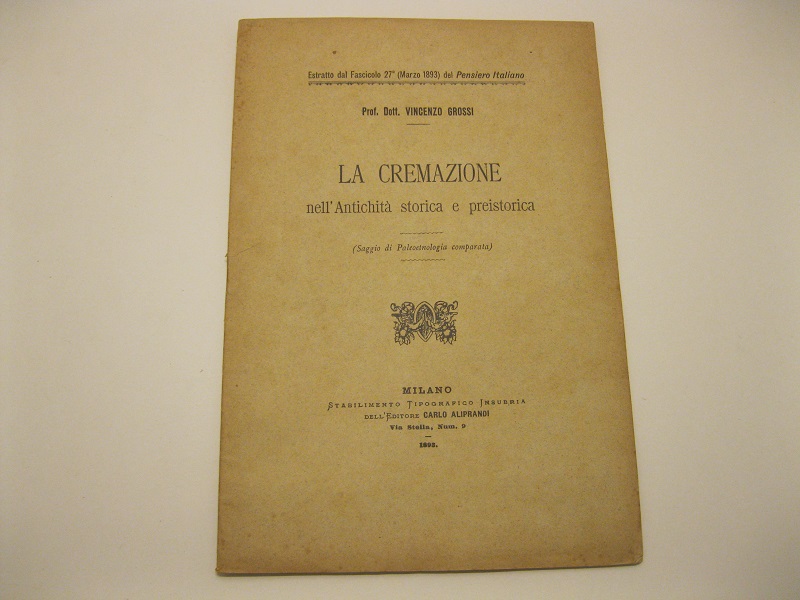 Estratto dal Fascicolo 27° (Marzo 1893) del Pensiero Italiano
Prof. Dott. VINCENZO GROSSI
LA CREMAZIONE
nell'Antichità storica e preistorica
(Saggio di Paleoetnologia comparata)
MILANO
STABILIMENTO TIPOGRAFICO INSUBRIA
DELL'EDITORE CARLO ALIPRANDI
Via Stella, Num. 9
1893.